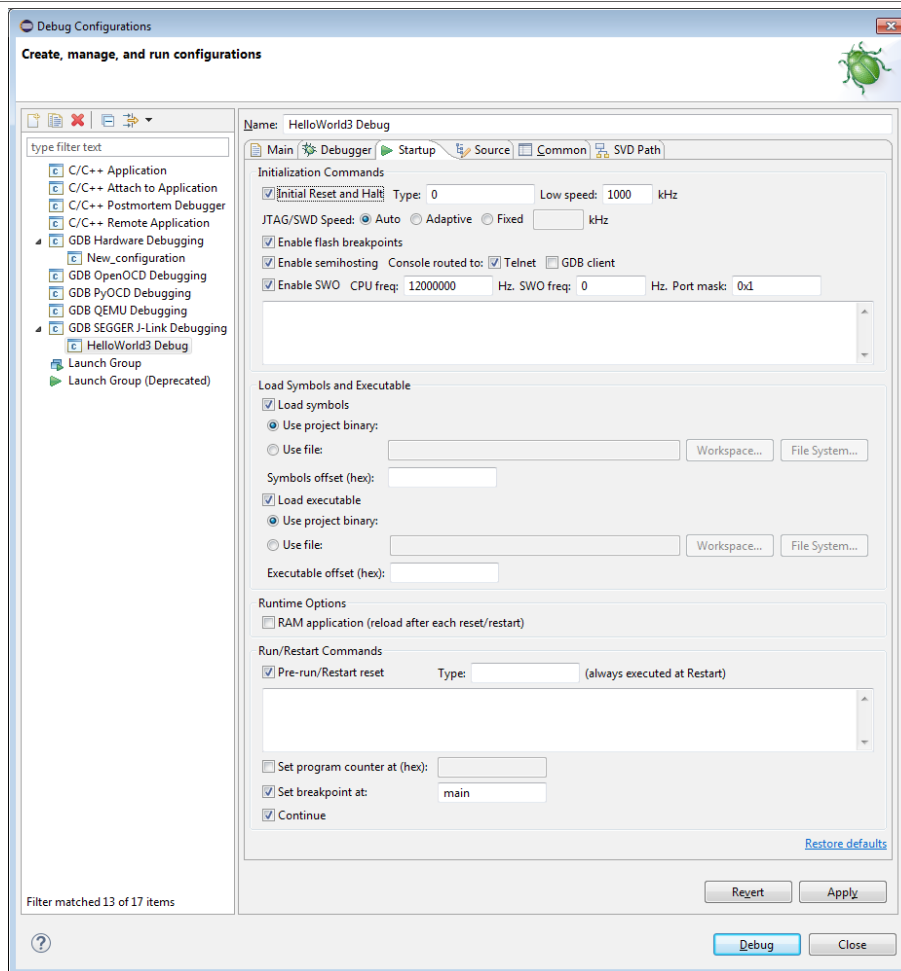 Debug Configurations
Create, manage, and run configurations
type filter text
C/C++ Application
C/C++ Attach to Application
C/C++ Postmortem Debugger
C/C++ Remote Application
GDB Hardware Debugging
New_configuration
GDB OpenOCD Debugging
GDB PyOCD Debugging
GDB QEMU Debugging
GDB SEGGER J-Link Debugging
HelloWorld3 Debug
Launch Group
Launch Group (Deprecated)
Filter matched 13 of 17 items
Name: HelloWorld3 Debug
Main Debugger Startup Source Common SVD Path
Initialization Commands
Initial Reset and Halt Type: 0 Low speed: 1000 kHz
JTAG/SWD Speed: Auto Adaptive Fixed kHz
Enable flash breakpoints
Enable semihosting Console routed to: Telnet GDB client
Enable SWO CPU freq: 12000000 Hz. SWO freq: 0 Hz. Port mask: 0x1
Load Symbols and Executable
Load symbols
Use project binary:
Use file: Workspace... File System...
Symbols offset (hex):
Load executable
Use project binary:
Use file: Workspace... File System...
Executable offset (hex):
Runtime Options
RAM application (reload after each reset/restart)
Run/Restart Commands
Pre-run/Restart reset Type: (always executed at Restart)
Set program counter at (hex):
Set breakpoint at: main
Continue
Restore defaults
Revert Apply
? Debug Close